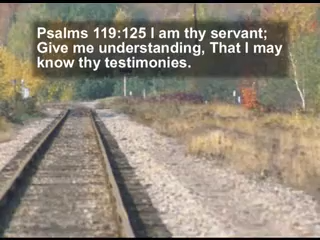 Psalms 119:125 I am thy servant;
Give me understanding, That I may
know thy testimonies.